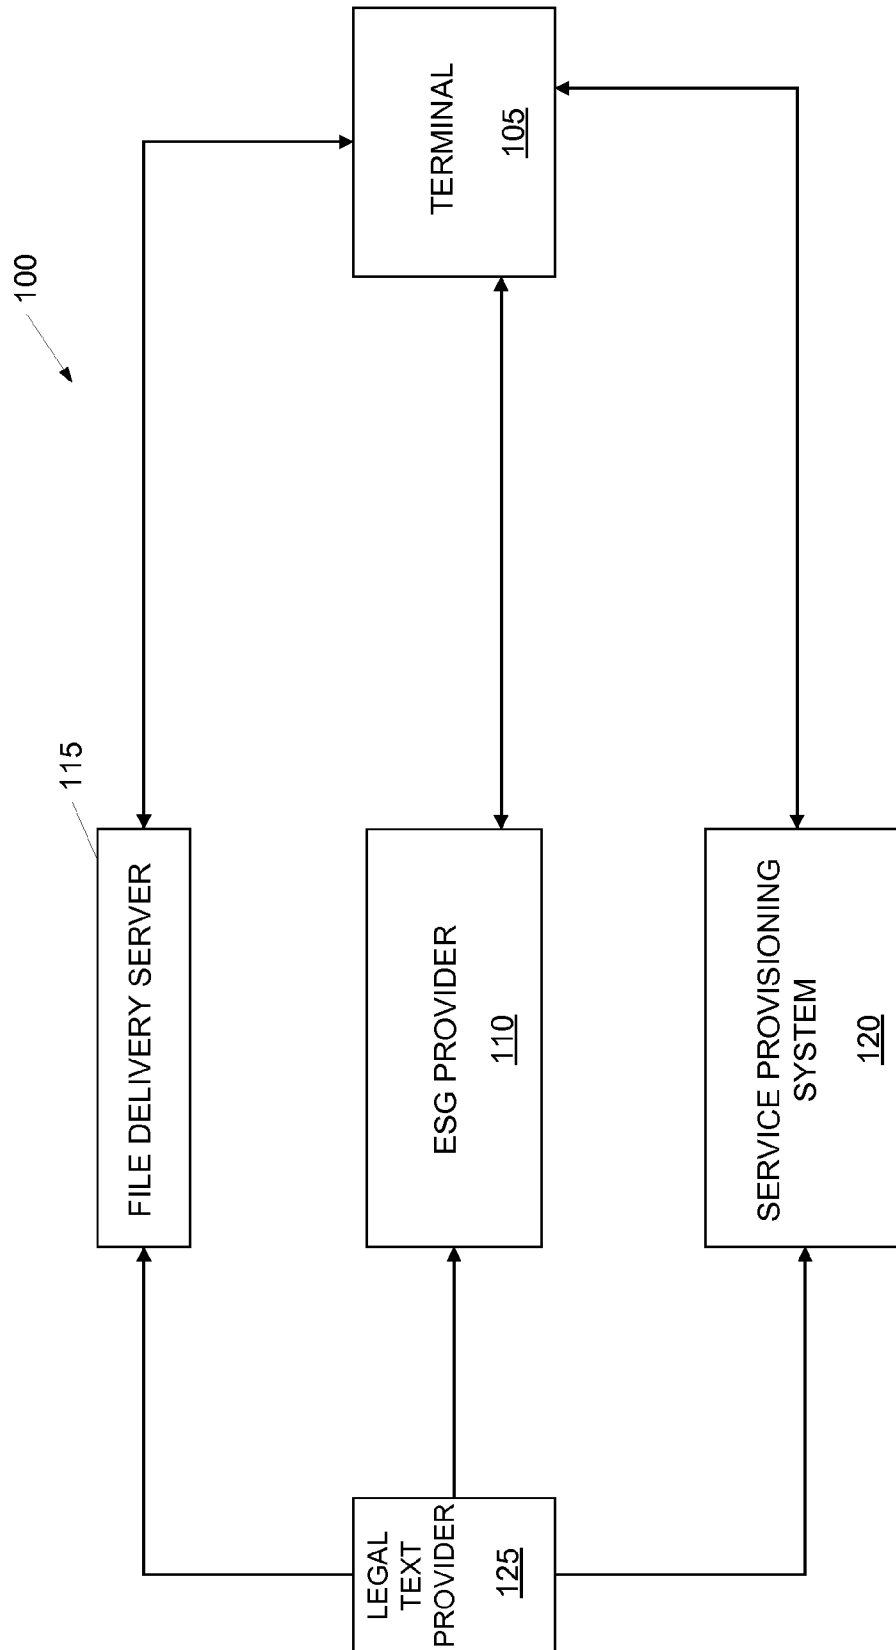 100
115
FILE DELIVERY SERVER
LEGAL
TEXT
PROVIDER
125
ESG PROVIDER
110
TERMINAL
105
SERVICE PROVISIONING
SYSTEM
120